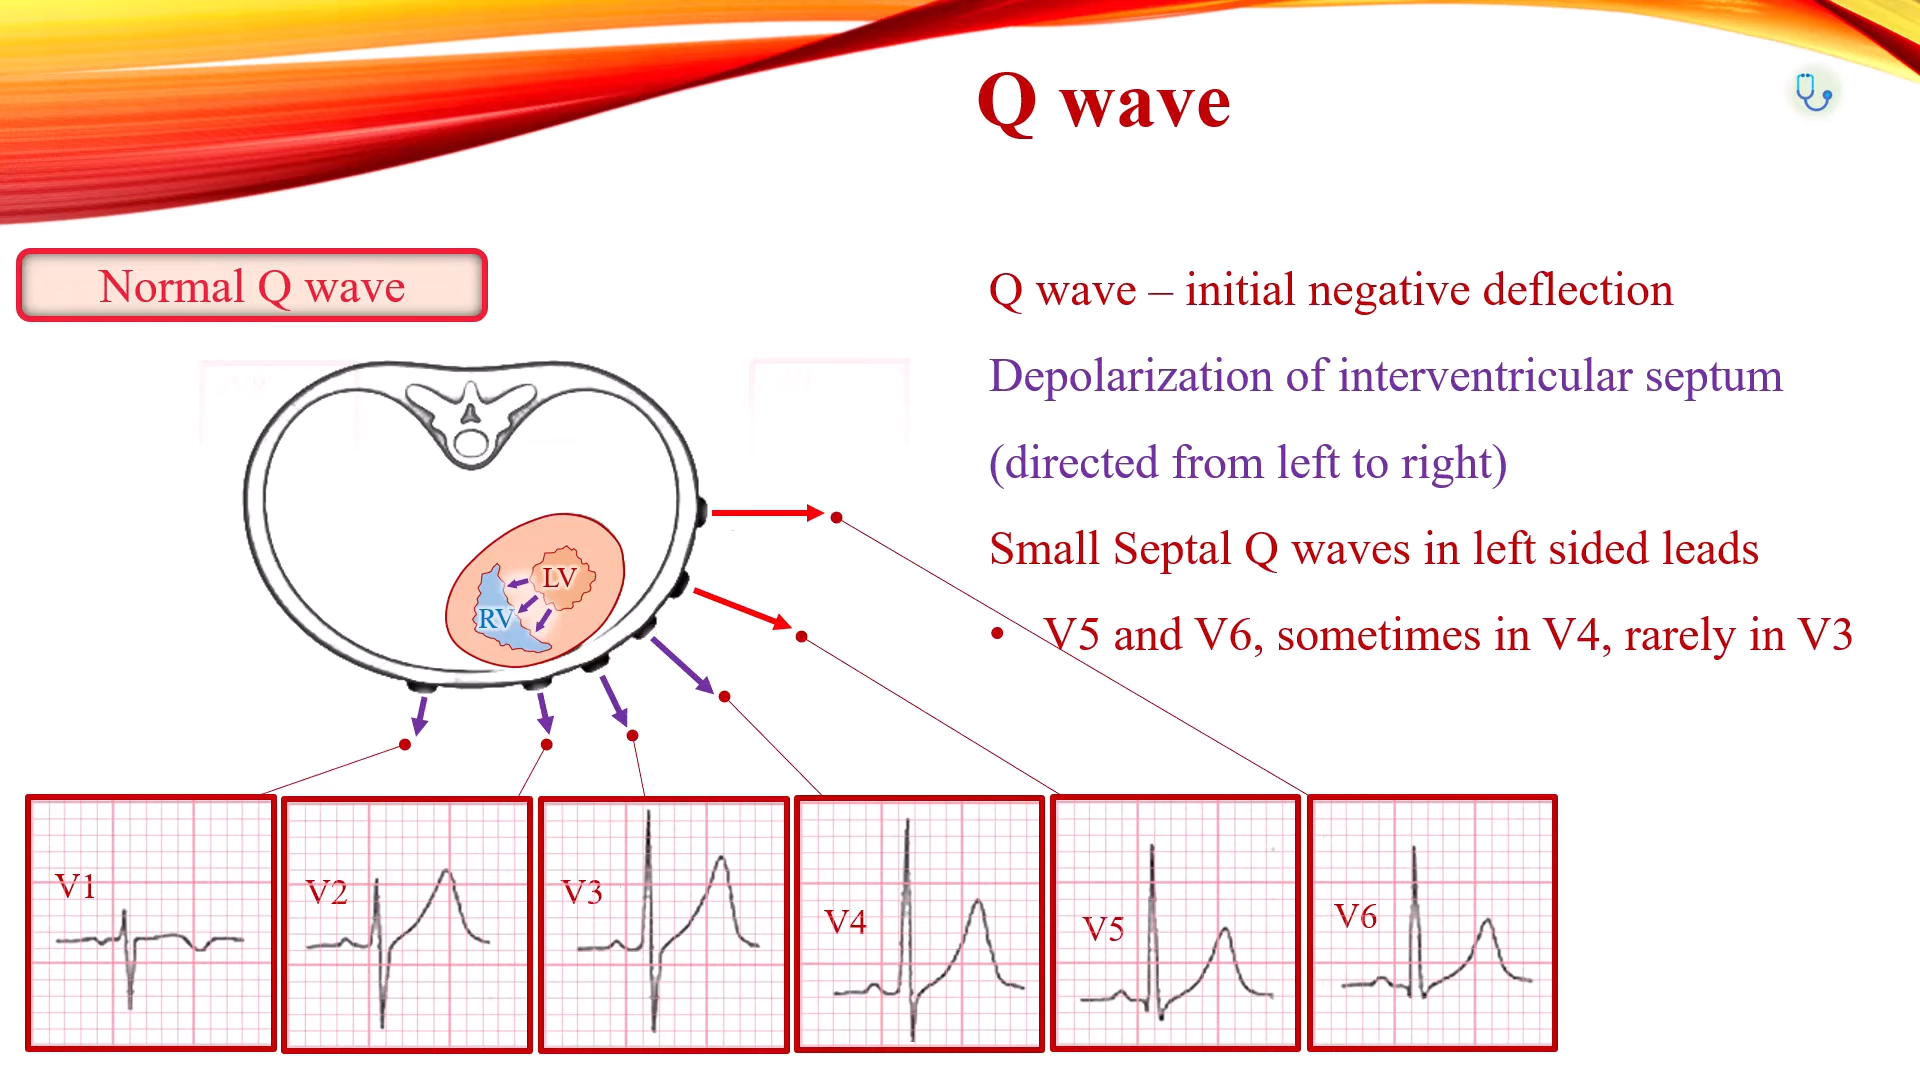 Q wave
Normal Q wave
Q wave – initial negative deflection
Depolarization of interventricular septum
(directed from left to right)
Small Septal Q waves in left sided leads
• V5 and V6, sometimes in V4, rarely in V3
LV
RV
V1
V2
V3
V4
V5
V6